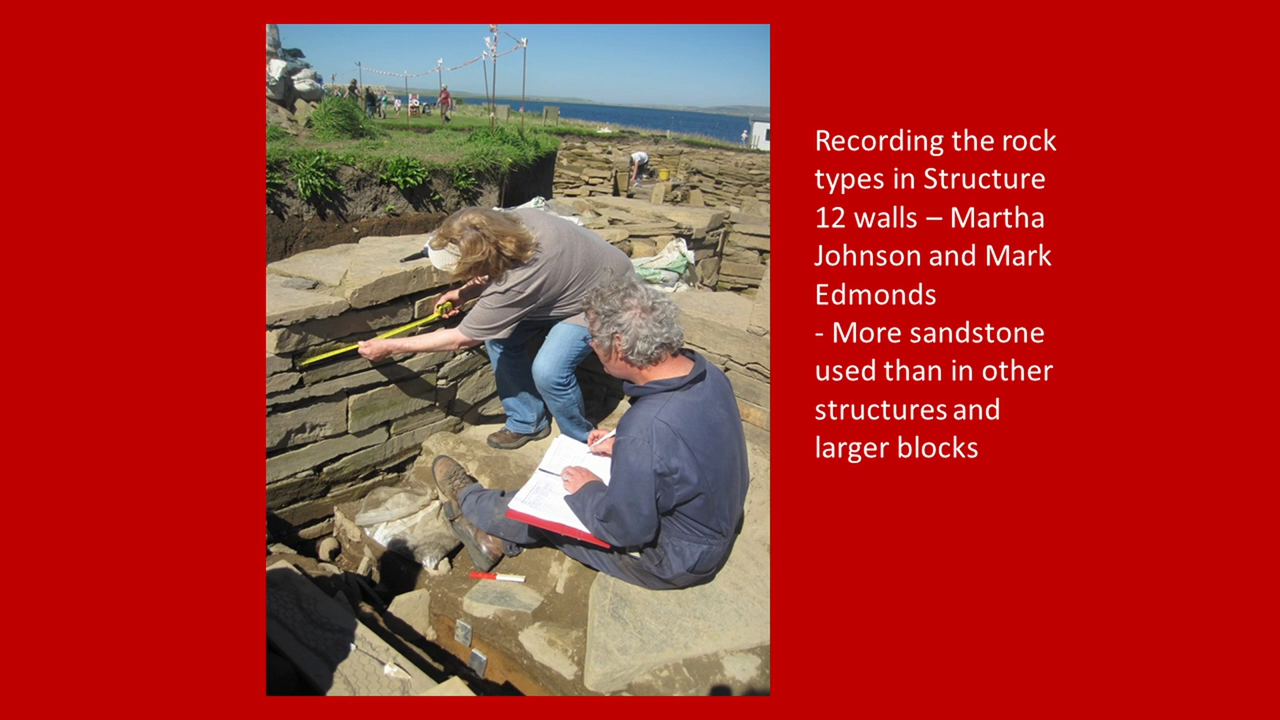 Recording the rock
types in Structure
12 walls – Martha
Johnson and Mark
Edmonds
- More sandstone
used than in other
structures and
larger blocks